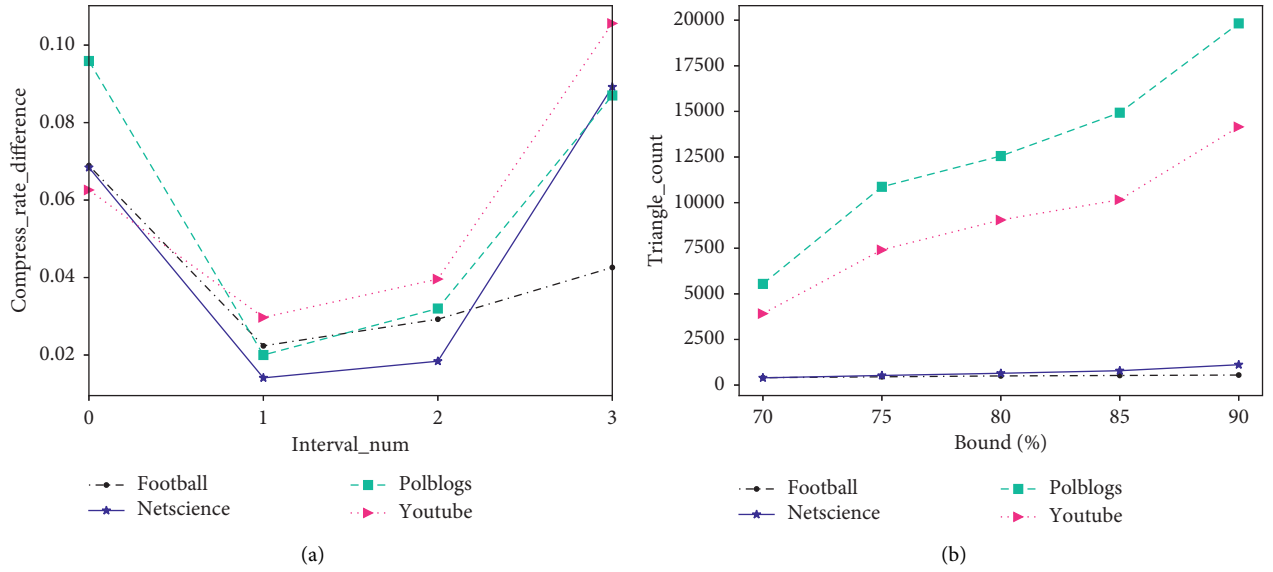 0.10
0.08
0.06
0.04
0.02
Compress_rate_difference
0 1 2 3
Interval_num
Football
Netscience
Polblogs
Youtube
(a)
20000
17500
15000
12500
10000
7500
5000
2500
0
Triangle_count
70 75 80 85 90
Bound (%)
Football
Netscience
Polblogs
Youtube
(b)